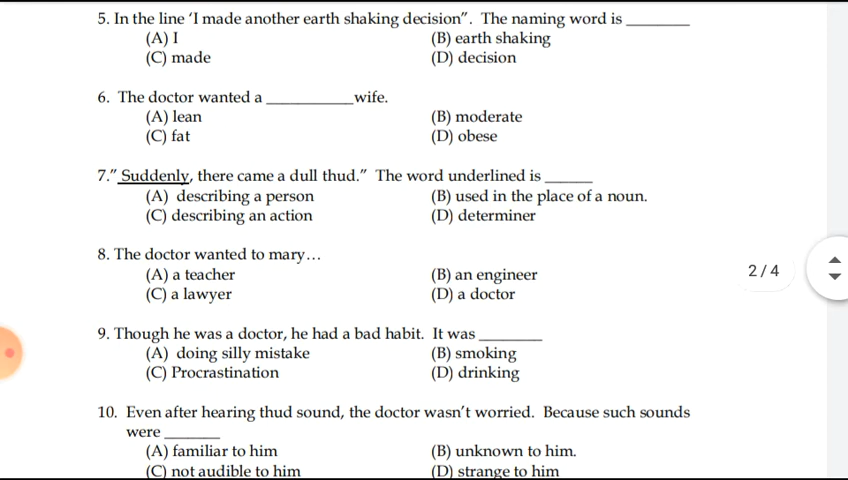 5. In the line ‘I made another earth shaking decision”. The naming word is ________
(A) I (B) earth shaking
(C) made (D) decision
6. The doctor wanted a ____________wife.
(A) lean (B) moderate
(C) fat (D) obese
7.” Suddenly, there came a dull thud.” The word underlined is ______
(A) describing a person (B) used in the place of a noun.
(C) describing an action (D) determiner
8. The doctor wanted to mary…
(A) a teacher (B) an engineer
(C) a lawyer (D) a doctor
2 / 4
9. Though he was a doctor, he had a bad habit. It was ________
(A) doing silly mistake (B) smoking
(C) Procrastination (D) drinking
10. Even after hearing thud sound, the doctor wasn’t worried. Because such sounds
were _______
(A) familiar to him (B) unknown to him.
(C) not audible to him (D) strange to him